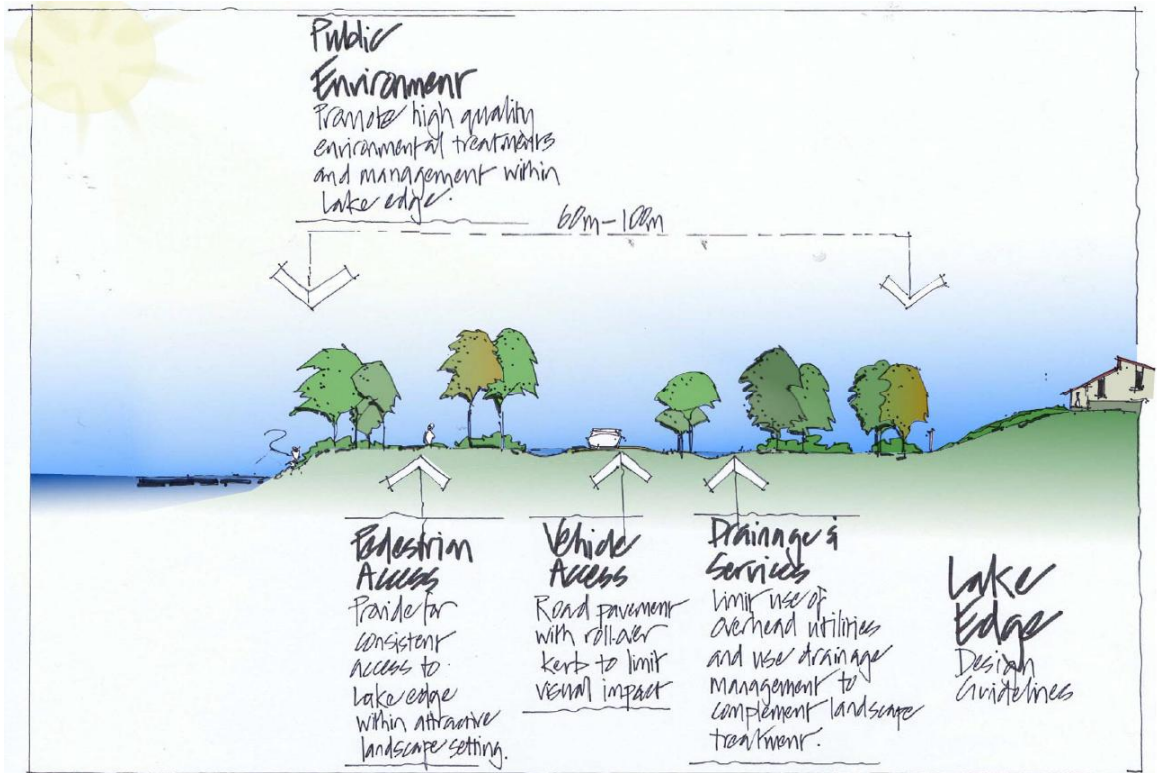 Public
Environment
Promote high quality
environmental treatments
and management within
Lake edge.
60m-100m
Pedestrian
Access
Provide for
consistent
access to
Lake edge
within attractive
landscape setting.
Vehicle
Access
Road pavement
with rollover
kerb to limit
visual impact
Drainage &
Services
Limit use of
overhead utilities
and use drainage
management to
complement landscape
treatment.
Lake
Edge
Design
Guidelines